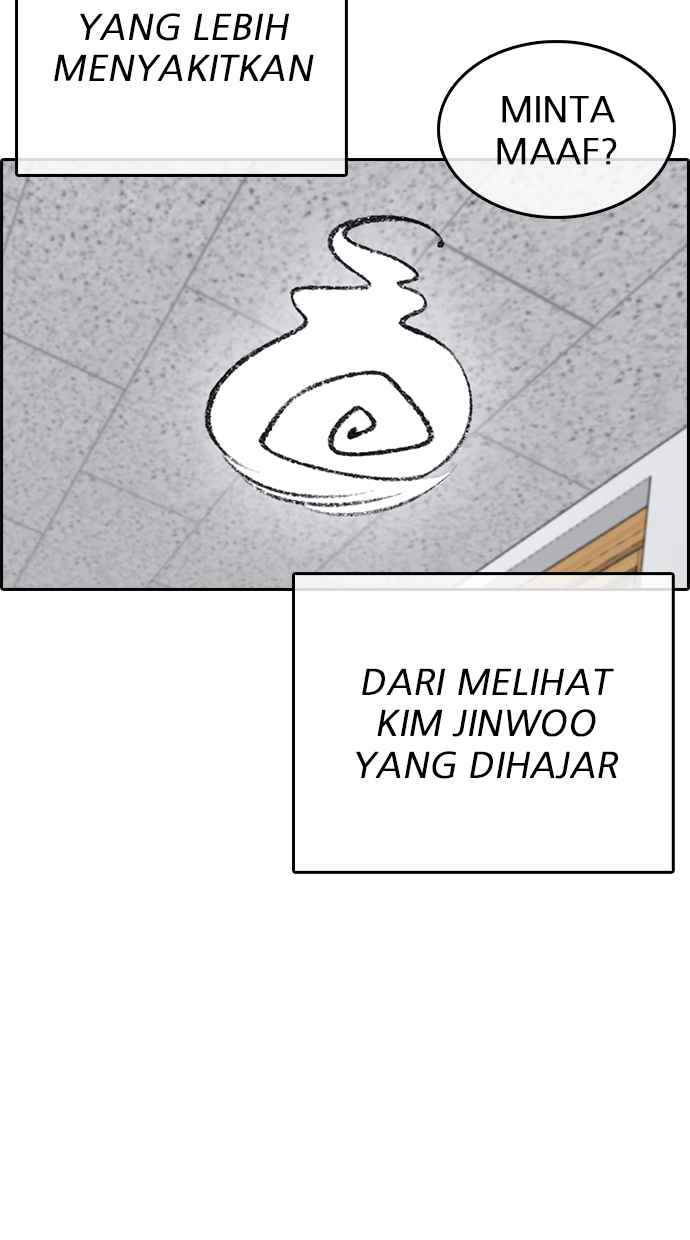 YANG LEBIH
MENYAKITKAN
MINTA
MAAF?
DARI MELIHAT
KIM JINWOO
YANG DIHAJAR